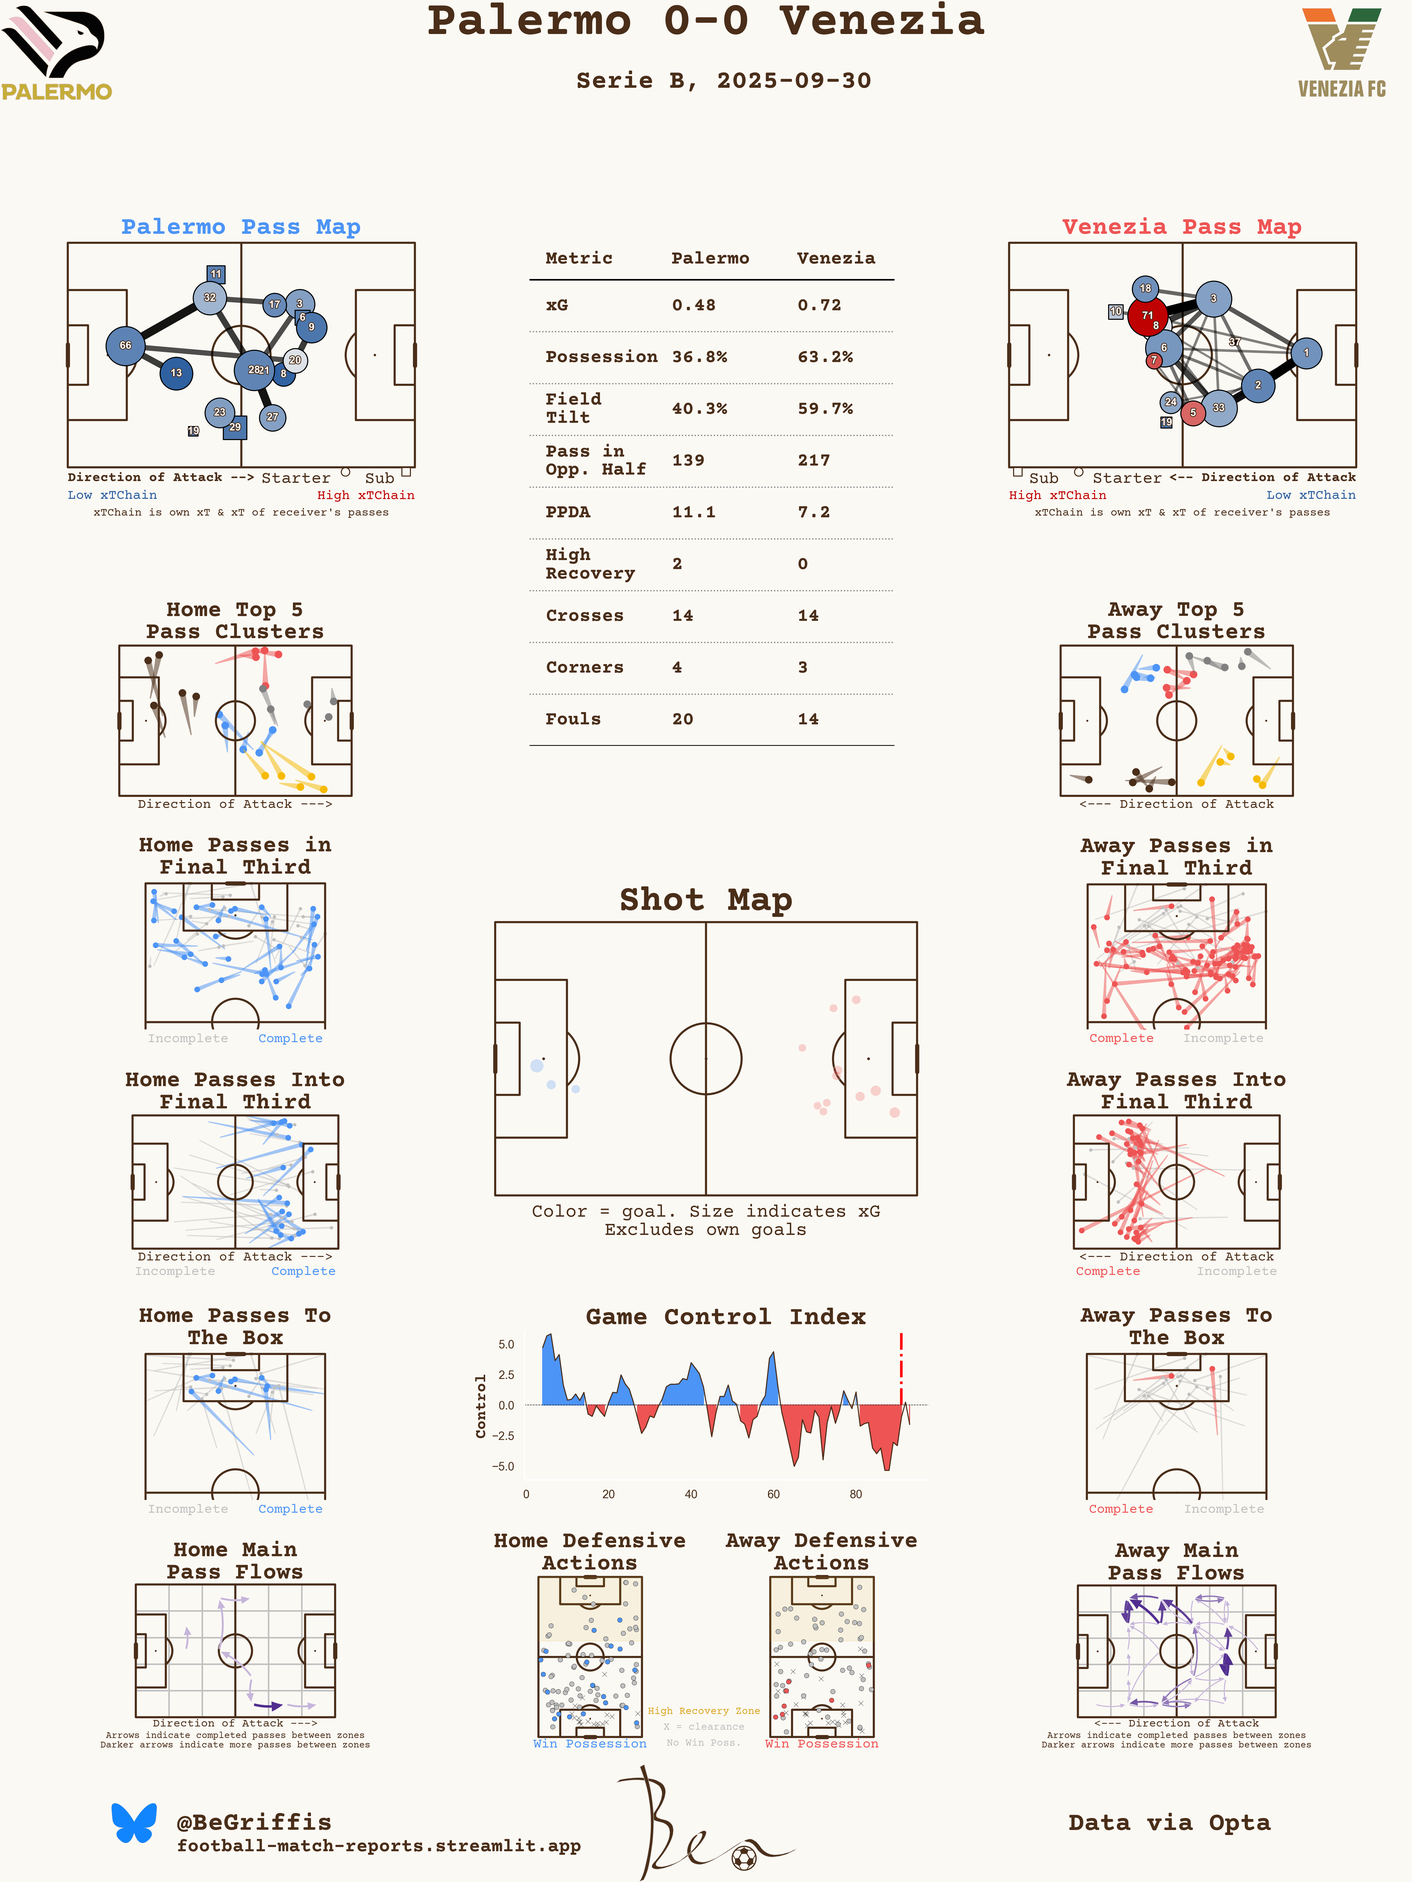 Palermo 0-0 Venezia
Serie B, 2025-09-30
PALERMO
VENEZIA FC
Palermo Pass Map
11
32
17
3
6
9
66
20
13
28
21
8
23
29
27
19
Direction of Attack --> Starter Sub
Low xTChain High xTChain
xTChain is own xT & xT of receiver's passes
Metric Palermo Venezia
xG 0.48 0.72
Possession 36.8% 63.2%
Field
Tilt 40.3% 59.7%
Pass in
Opp. Half 139 217
PPDA 11.1 7.2
High
Recovery 2 0
Crosses 14 14
Corners 4 3
Fouls 20 14
Venezia Pass Map
18
3
10
71
8
6
37
7
1
2
24
5
33
19
Sub Starter <-- Direction of Attack
High xTChain Low xTChain
xTChain is own xT & xT of receiver's passes
Home Top 5
Pass Clusters
Direction of Attack --->
Away Top 5
Pass Clusters
<--- Direction of Attack
Home Passes in
Final Third
Incomplete Complete
Away Passes in
Final Third
Complete Incomplete
Shot Map
Color = goal. Size indicates xG
Excludes own goals
Home Passes Into
Final Third
Direction of Attack --->
Incomplete Complete
Away Passes Into
Final Third
<--- Direction of Attack
Complete Incomplete
Home Passes To
The Box
Incomplete Complete
Game Control Index
Control
5.0
2.5
0.0
−2.5
−5.0
0 20 40 60 80
Away Passes To
The Box
Complete Incomplete
Home Main
Pass Flows
Direction of Attack --->
Arrows indicate completed passes between zones
Darker arrows indicate more passes between zones
Home Defensive
Actions
Win Possession
High Recovery Zone
X = clearance
No Win Poss.
Away Defensive
Actions
Win Possession
Away Main
Pass Flows
<--- Direction of Attack
Arrows indicate completed passes between zones
Darker arrows indicate more passes between zones
@BeGriffis
football-match-reports.streamlit.app
Ben
Data via Opta